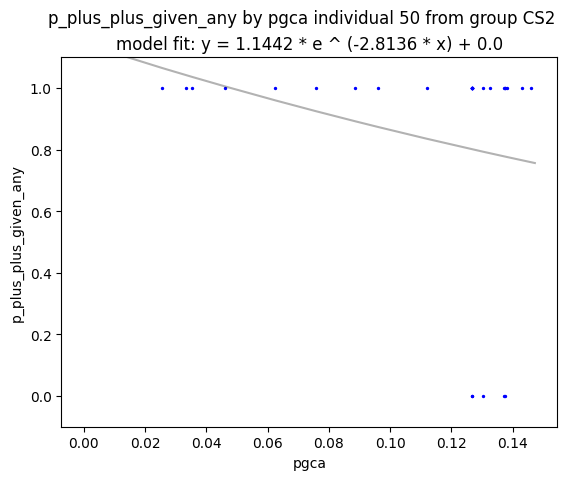 p_plus_plus_given_any by pgca individual 50 from group CS2
model fit: y = 1.1442 * e ^ (-2.8136 * x) + 0.0
1.0
0.8
0.6
0.4
0.2
0.0
p_plus_plus_given_any
0.00 0.02 0.04 0.06 0.08 0.10 0.12 0.14
pgca